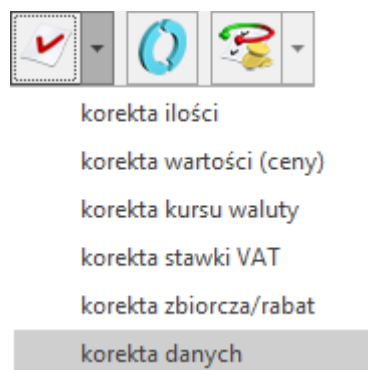 korekta ilości
korekta wartości (ceny)
korekta kursu waluty
korekta stawki VAT
korekta zbiorcza/rabat
korekta danych